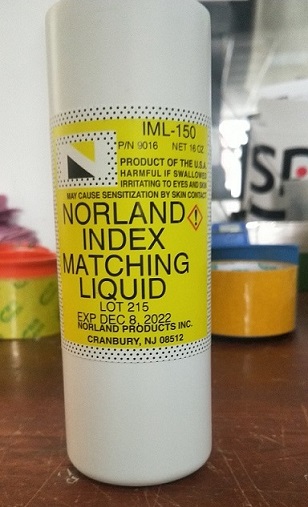 IML-150
P/N 9016 NET 16 OZ
PRODUCT OF THE U.S.A.
HARMFUL IF SWALLOWED
IRRITATING TO EYES AND SKIN
MAY CAUSE SENSITIZATION BY SKIN CONTACT
NORLAND
INDEX
MATCHING
LIQUID
LOT 215
EXP DEC 8, 2022
NORLAND PRODUCTS INC.
CRANBURY, NJ 08512